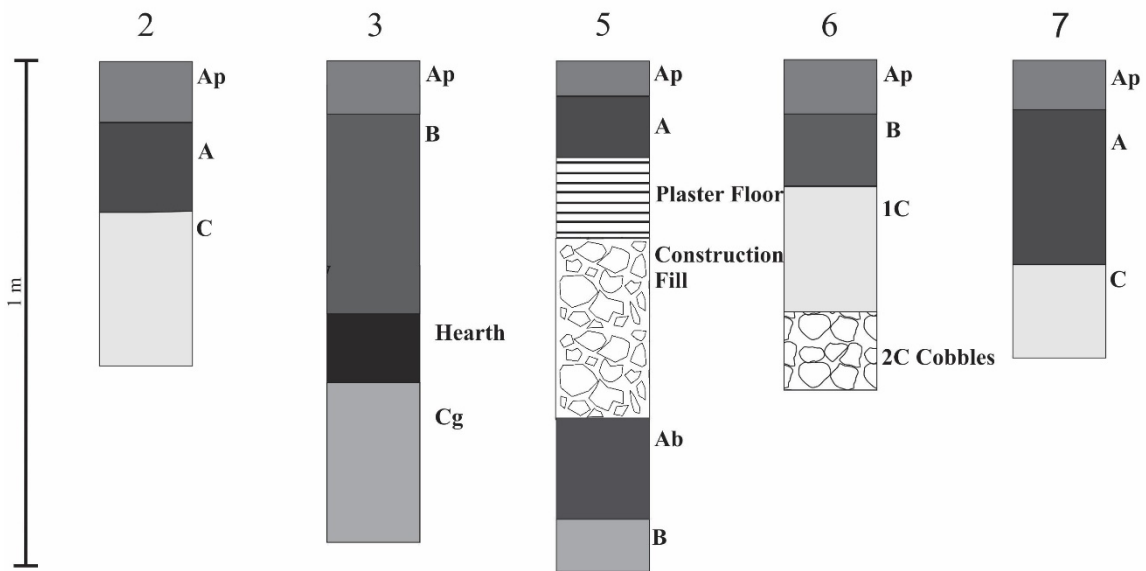 2
3
5
6
7
1 m
Ap
A
C
Ap
B
Hearth
Cg
Ap
A
Plaster Floor
Construction
Fill
Ab
B
Ap
B
1C
2C Cobbles
Ap
A
C